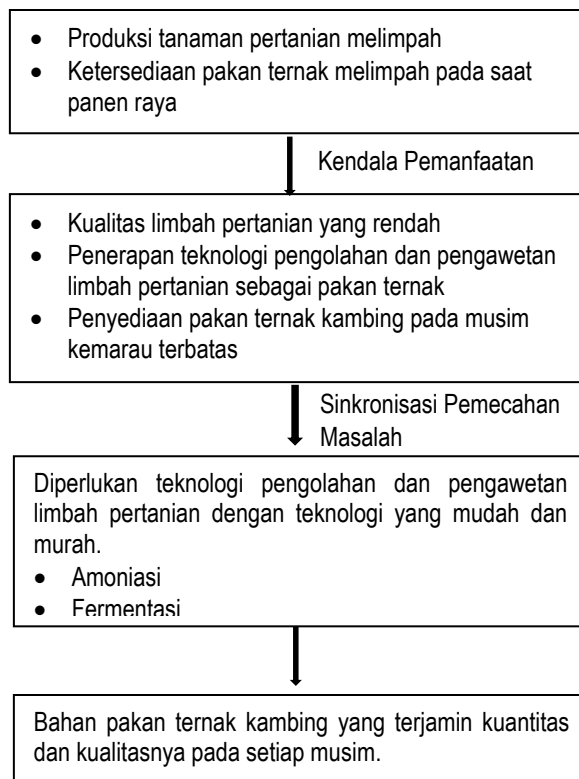 • Produksi tanaman pertanian melimpah
• Ketersediaan pakan ternak melimpah pada saat
panen raya
Kendala Pemanfaatan
• Kualitas limbah pertanian yang rendah
• Penerapan teknologi pengolahan dan pengawetan
limbah pertanian sebagai pakan ternak
• Penyediaan pakan ternak kambing pada musim
kemarau terbatas
Sinkronisasi Pemecahan
Masalah
Diperlukan teknologi pengolahan dan pengawetan
limbah pertanian dengan teknologi yang mudah dan
murah.
• Amoniasi
• Fermentasi
Bahan pakan ternak kambing yang terjamin kuantitas
dan kualitasnya pada setiap musim.